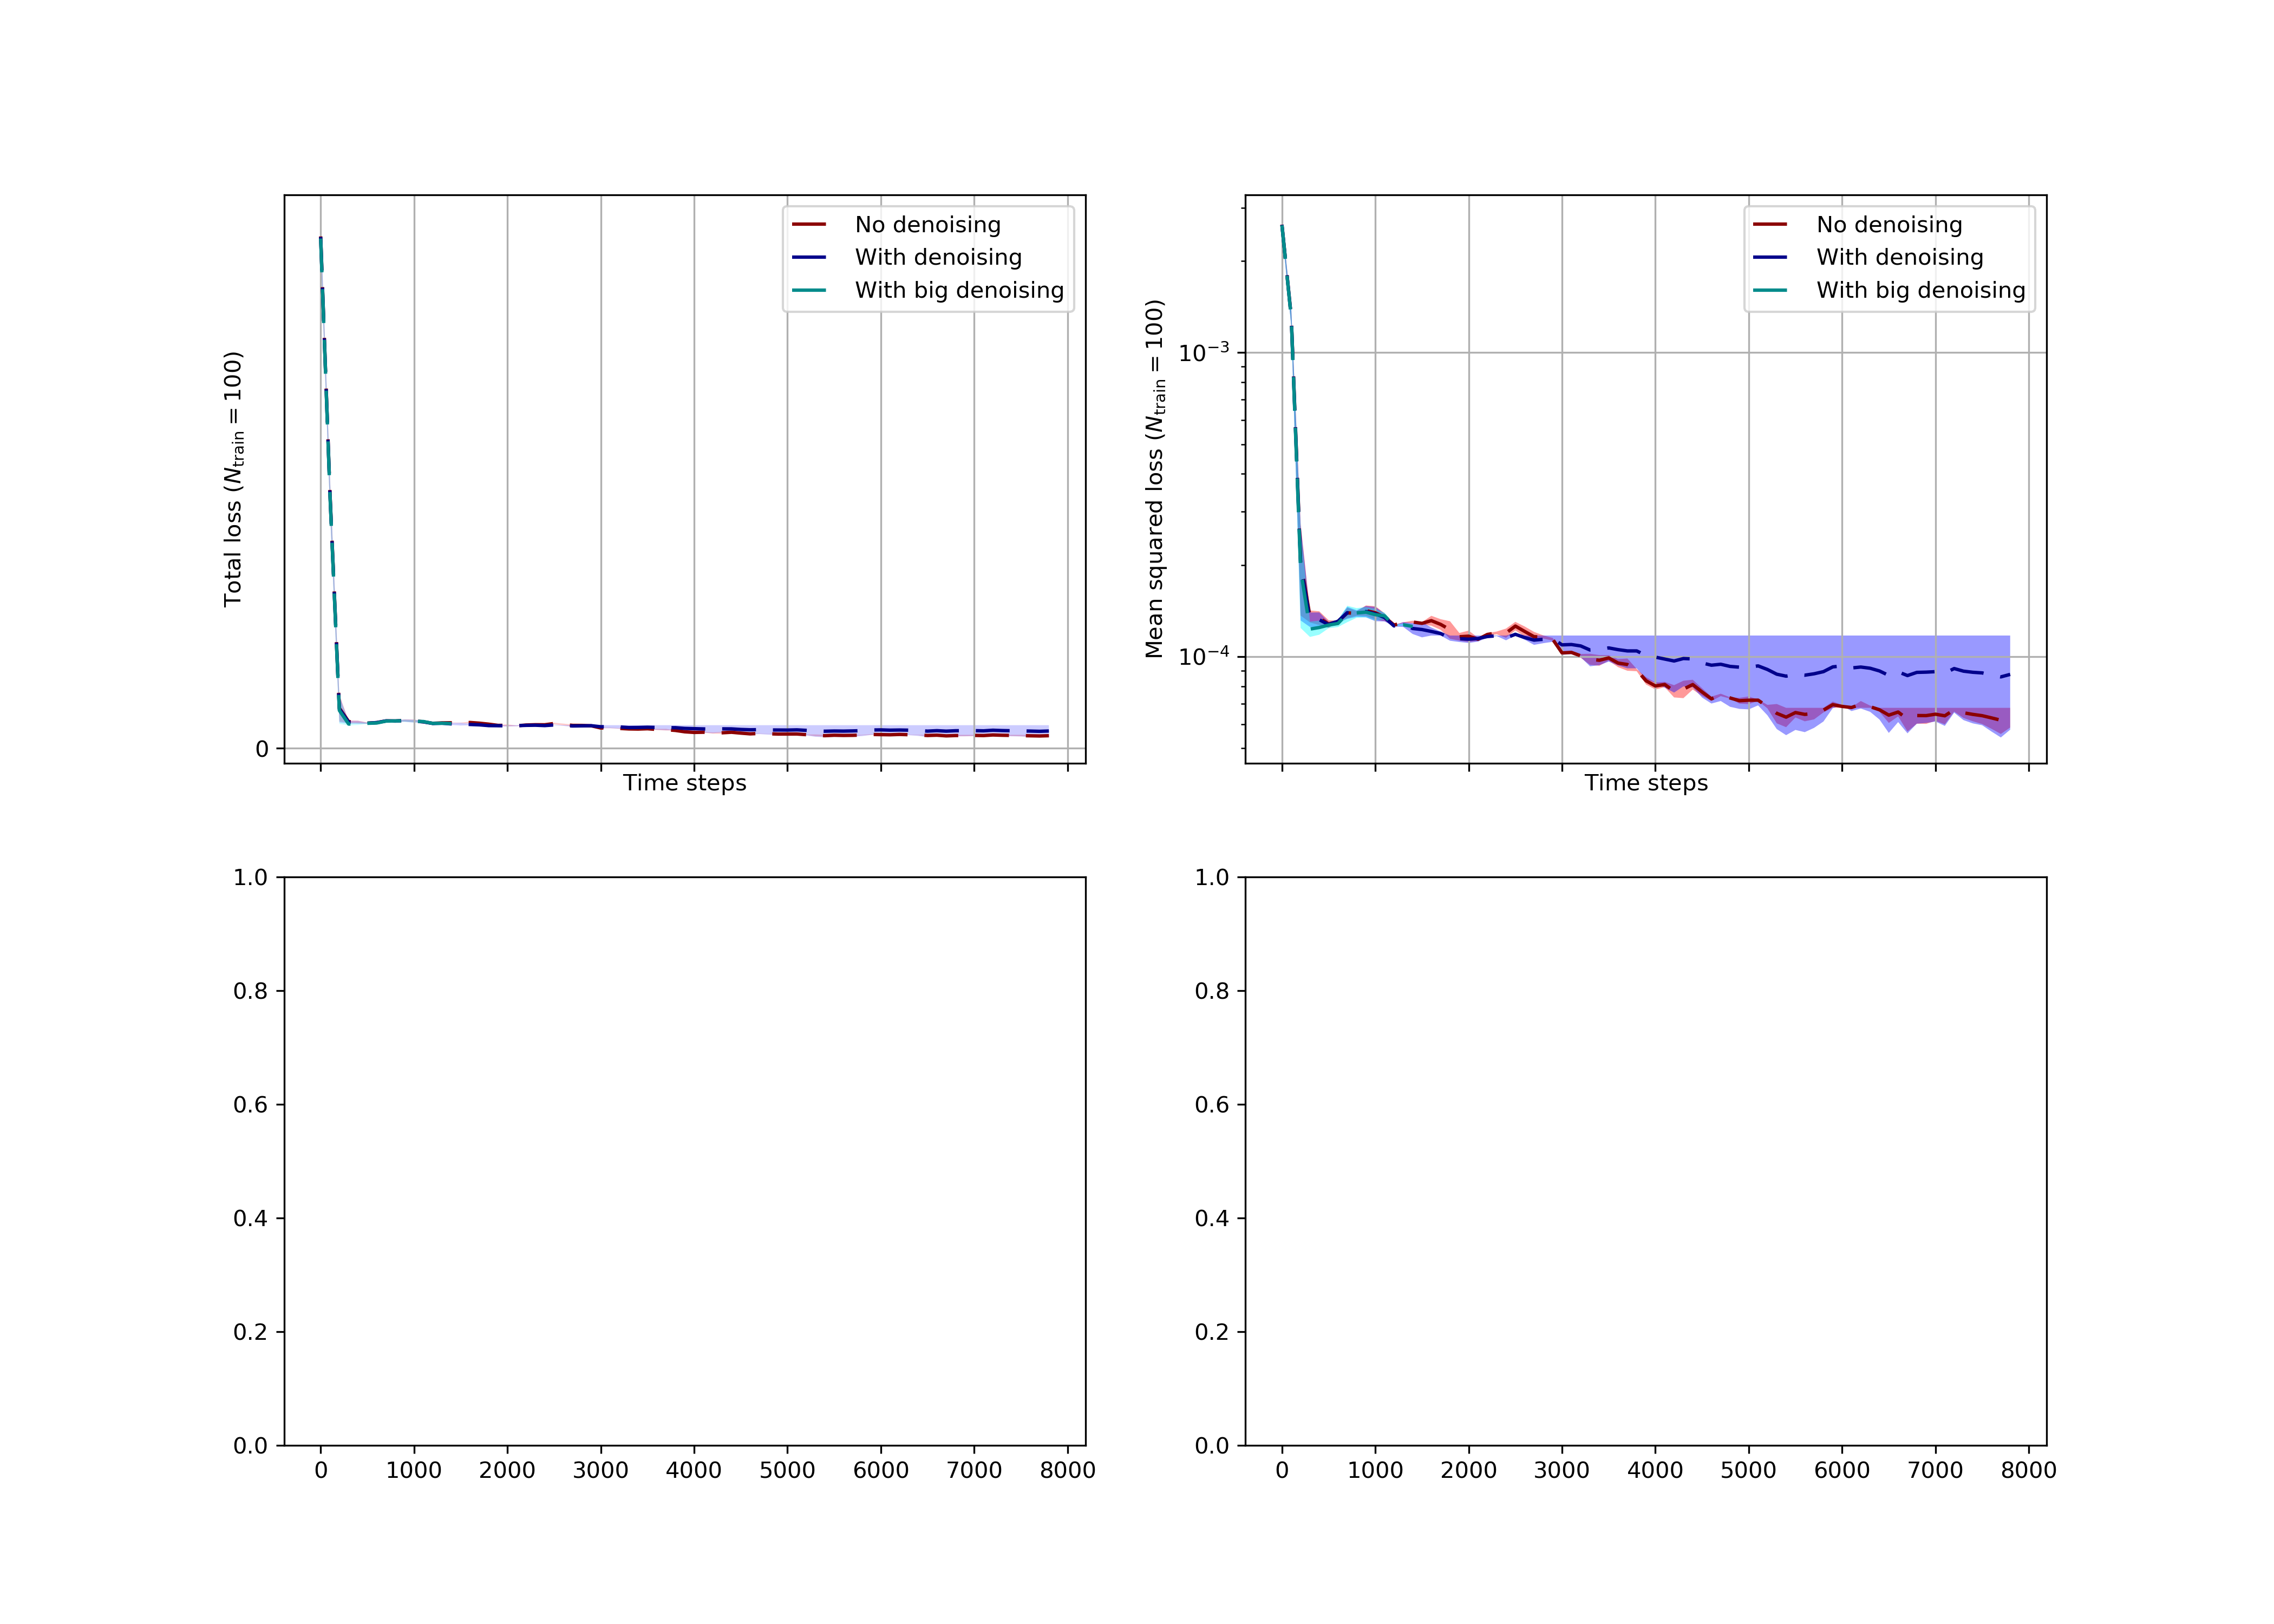 Total loss (N_train = 100)
0
No denoising
With denoising
With big denoising
Time steps
Mean squared loss (N_train = 100)
10⁻³
10⁻⁴
No denoising
With denoising
With big denoising
Time steps
1.0
0.8
0.6
0.4
0.2
0.0
0 1000 2000 3000 4000 5000 6000 7000 8000
1.0
0.8
0.6
0.4
0.2
0.0
0 1000 2000 3000 4000 5000 6000 7000 8000